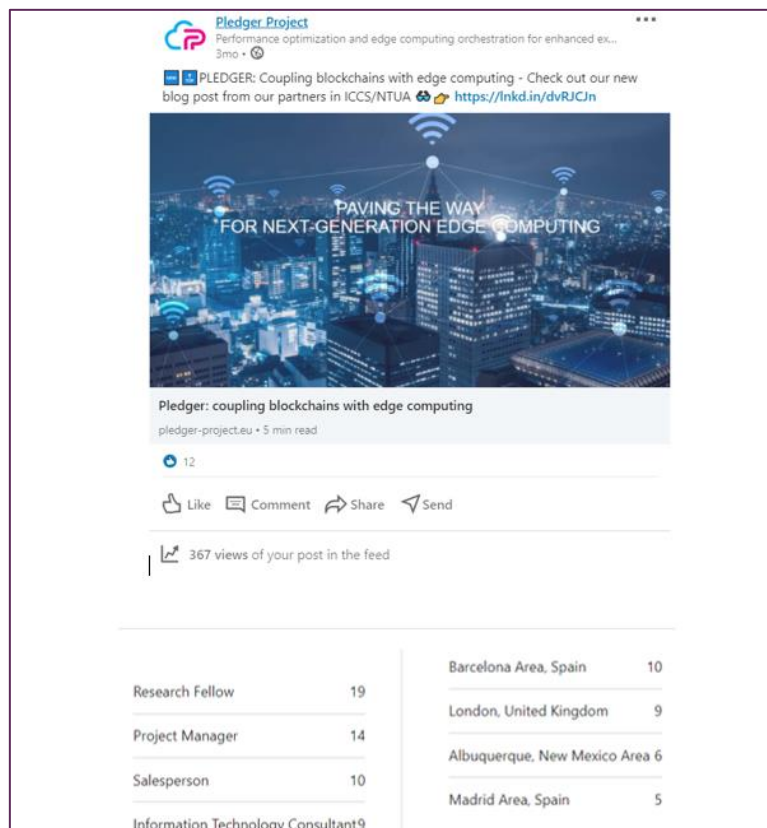 Pledger Project
Performance optimization and edge computing orchestration for enhanced ex...
3mo •
PLEDGER: Coupling blockchains with edge computing - Check out our new
blog post from our partners in ICCS/NTUA https://lnkd.in/dvRJCJn
PAVING THE WAY
FOR NEXT-GENERATION EDGE COMPUTING
Pledger: coupling blockchains with edge computing
pledger-project.eu • 5 min read
12
Like Comment Share Send
367 views of your post in the feed
Research Fellow 19
Project Manager 14
Salesperson 10
Information Technology Consultant9
Barcelona Area, Spain 10
London, United Kingdom 9
Albuquerque, New Mexico Area 6
Madrid Area, Spain 5